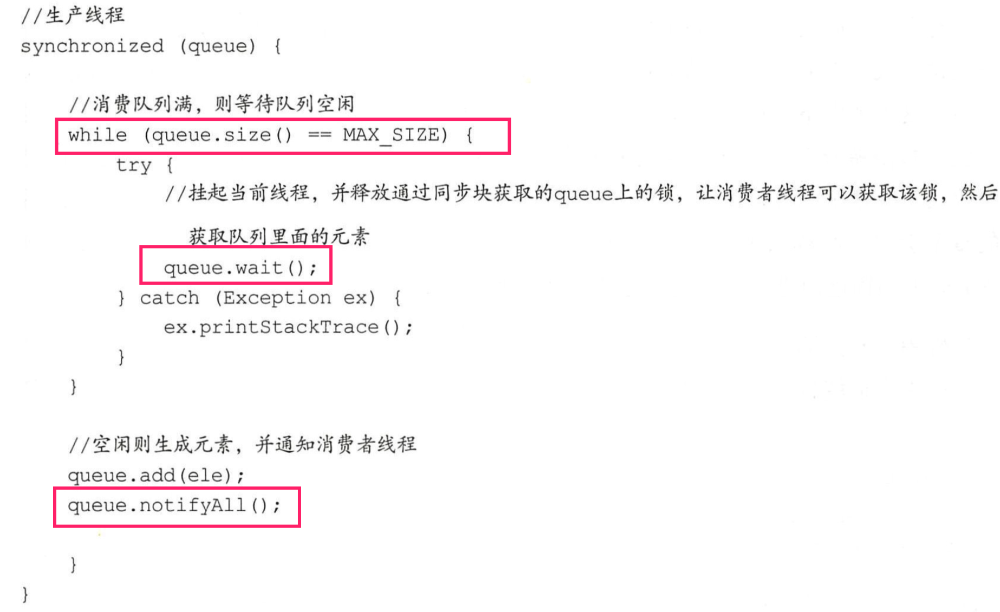 //生产线程
synchronized (queue) {
//消费队列满，则等待队列空闲
while (queue.size() == MAX_SIZE) {
try {
//挂起当前线程，并释放通过同步块获取的queue上的锁，让消费者线程可以获取该锁，然后
获取队列里面的元素
queue.wait();
} catch (Exception ex) {
ex.printStackTrace();
}
}
//空闲则生成元素，并通知消费者线程
queue.add(ele);
queue.notifyAll();
}
}